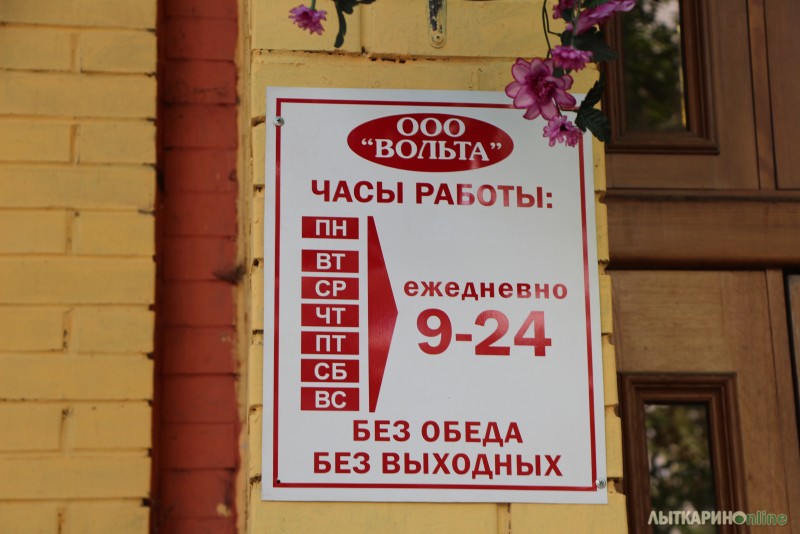 ООО
"ВОЛЬТА"
ЧАСЫ РАБОТЫ:
ПН
ВТ
СР
ЧТ
ПТ
СБ
ВС
ежедневно
9-24
БЕЗ ОБЕДА
БЕЗ ВЫХОДНЫХ
ЛЫТКАРИНОonline